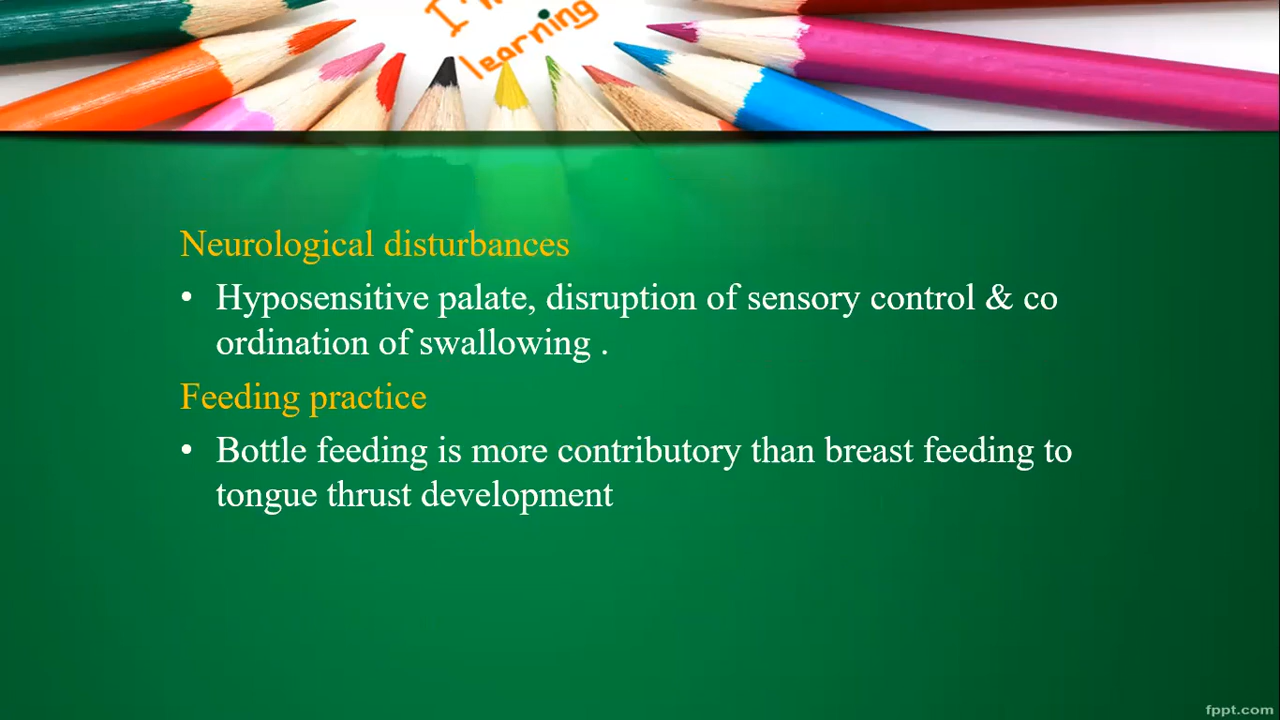 I'm
learning
Neurological disturbances
• Hyposensitive palate, disruption of sensory control & co
ordination of swallowing .
Feeding practice
• Bottle feeding is more contributory than breast feeding to
tongue thrust development
fppt.com